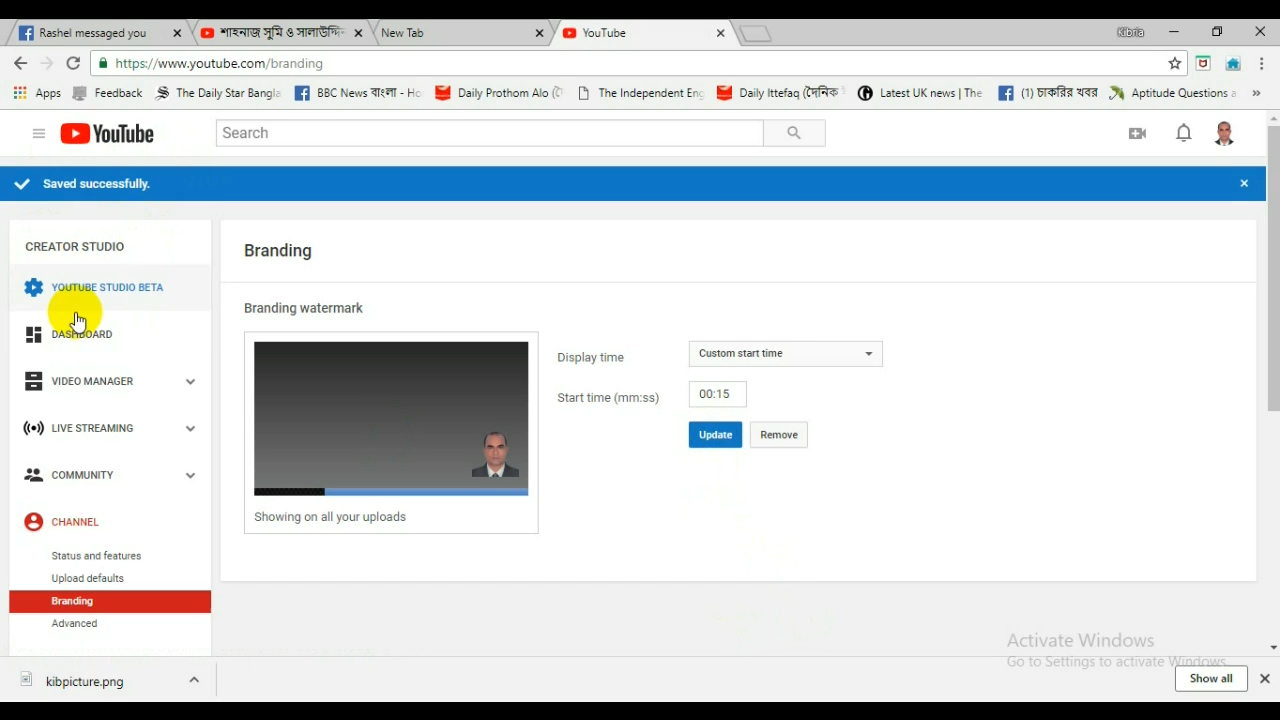 Rashel messaged you
শাহনাজ সুমি ও সালাউদ্দিন
New Tab
YouTube
Kibria
https://www.youtube.com/branding
Apps
Feedback
The Daily Star Bangla
BBC News বাংলা - Ho
Daily Prothom Alo (
The Independent Eng
Daily Ittefaq (দৈনিক
Latest UK news | The
(1) চাকরির খবর
Aptitude Questions a
YouTube
Search
Saved successfully.
CREATOR STUDIO
YOUTUBE STUDIO BETA
DASHBOARD
VIDEO MANAGER
LIVE STREAMING
COMMUNITY
CHANNEL
Status and features
Upload defaults
Branding
Advanced
Branding
Branding watermark
Showing on all your uploads
Display time
Custom start time
Start time (mm:ss)
00:15
Update
Remove
Activate Windows
Go to Settings to activate Windows.
kibpicture.png
Show all